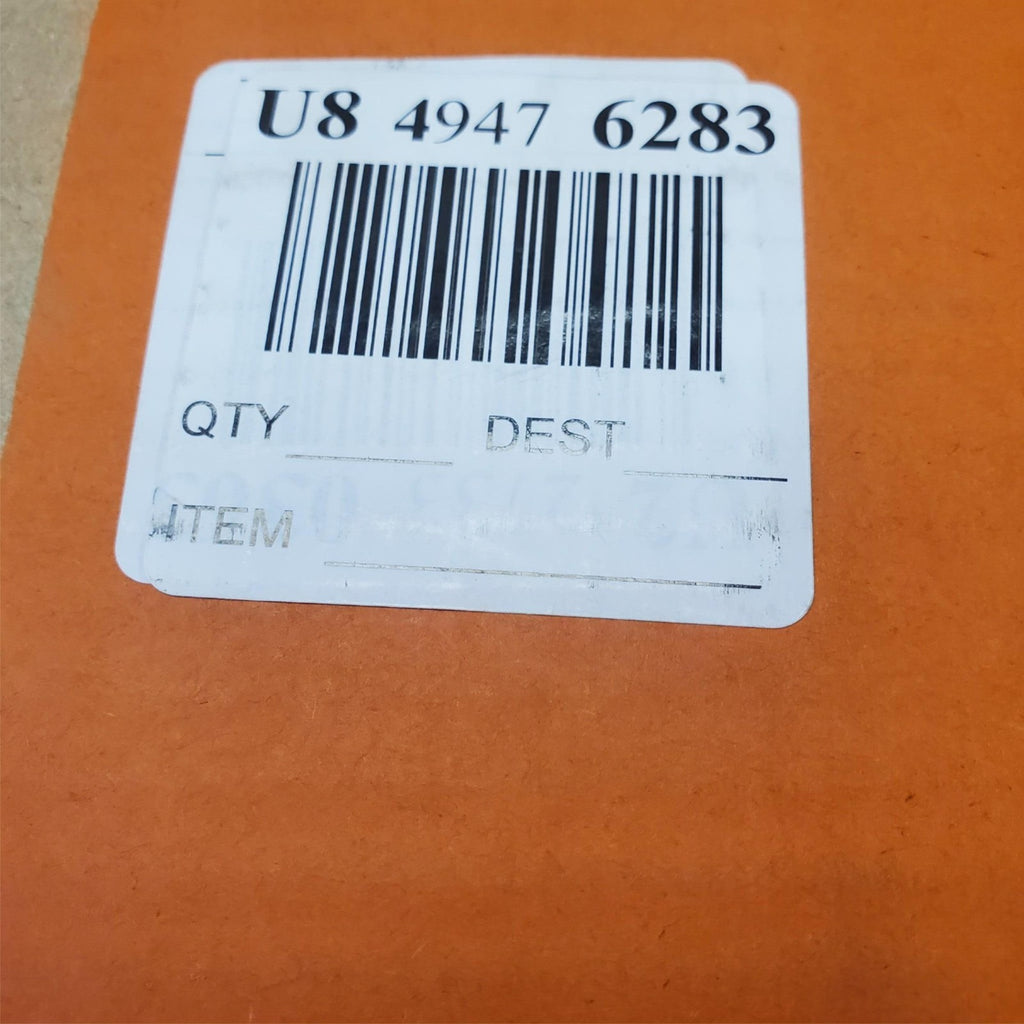 U8 4947 6283
QTY DEST
ITEM